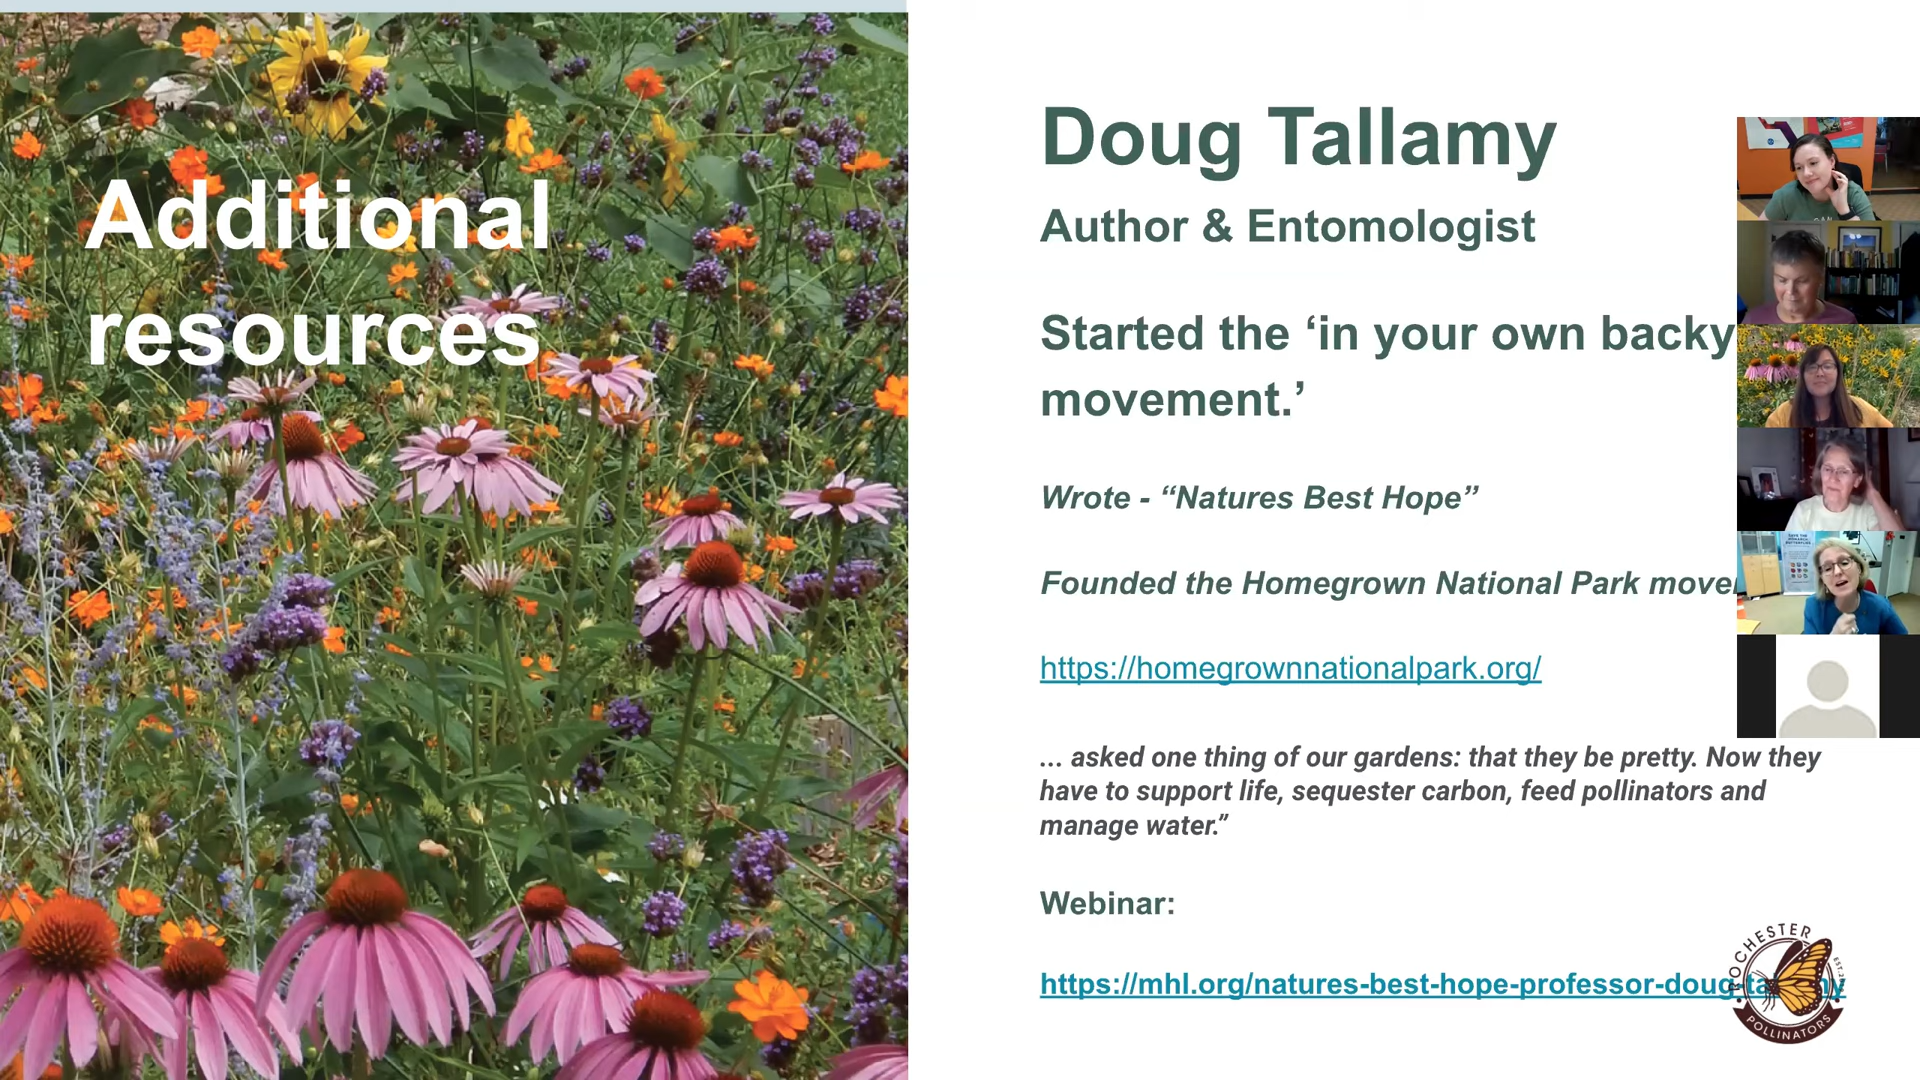 Additional
resources
Doug Tallamy
Author & Entomologist
Started the ‘in your own backy
movement.’
Wrote - “Natures Best Hope”
Founded the Homegrown National Park move
https://homegrownnationalpark.org/
... asked one thing of our gardens: that they be pretty. Now they
have to support life, sequester carbon, feed pollinators and
manage water.”
Webinar:
https://mhl.org/natures-best-hope-professor-doug-tallamy
ROCHESTER
POLLINATORS